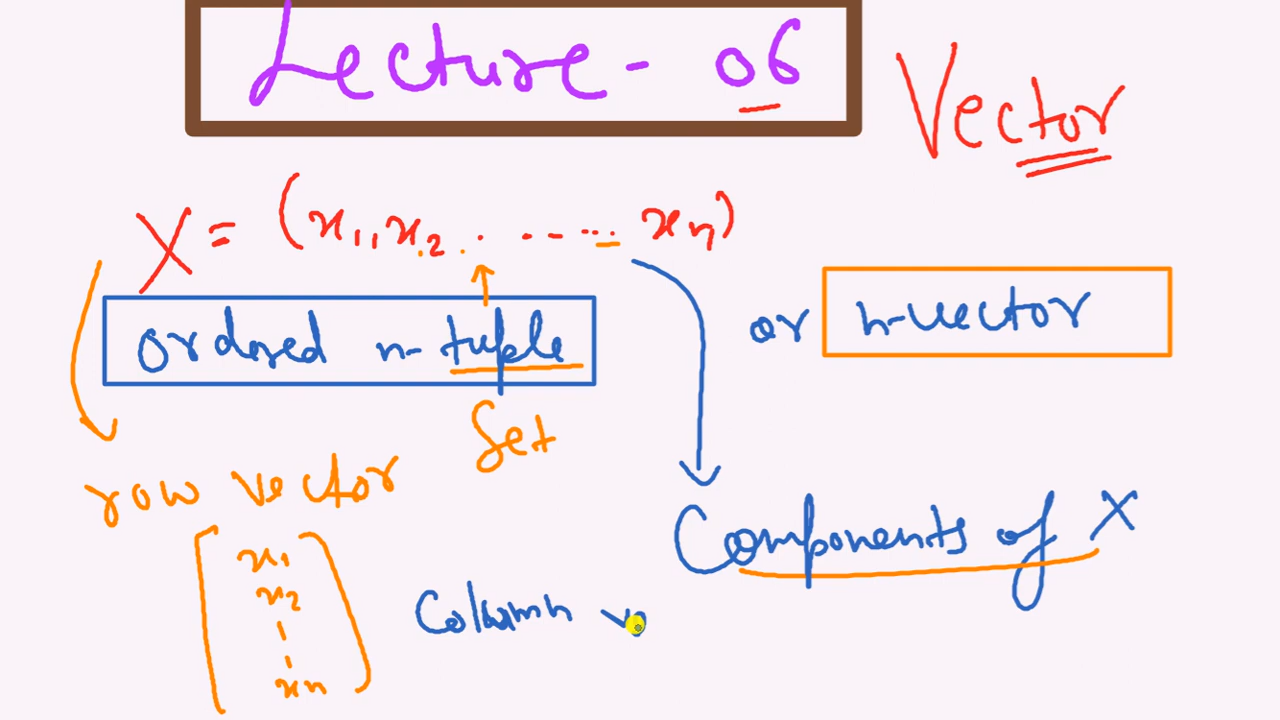 Lecture - 06
Vector
X = (x₁, x₂ . . - - ... xₙ)
ordered n-tuple
or n-vector
Set
row vector
Components of X
x₁
x₂
xn
Column v